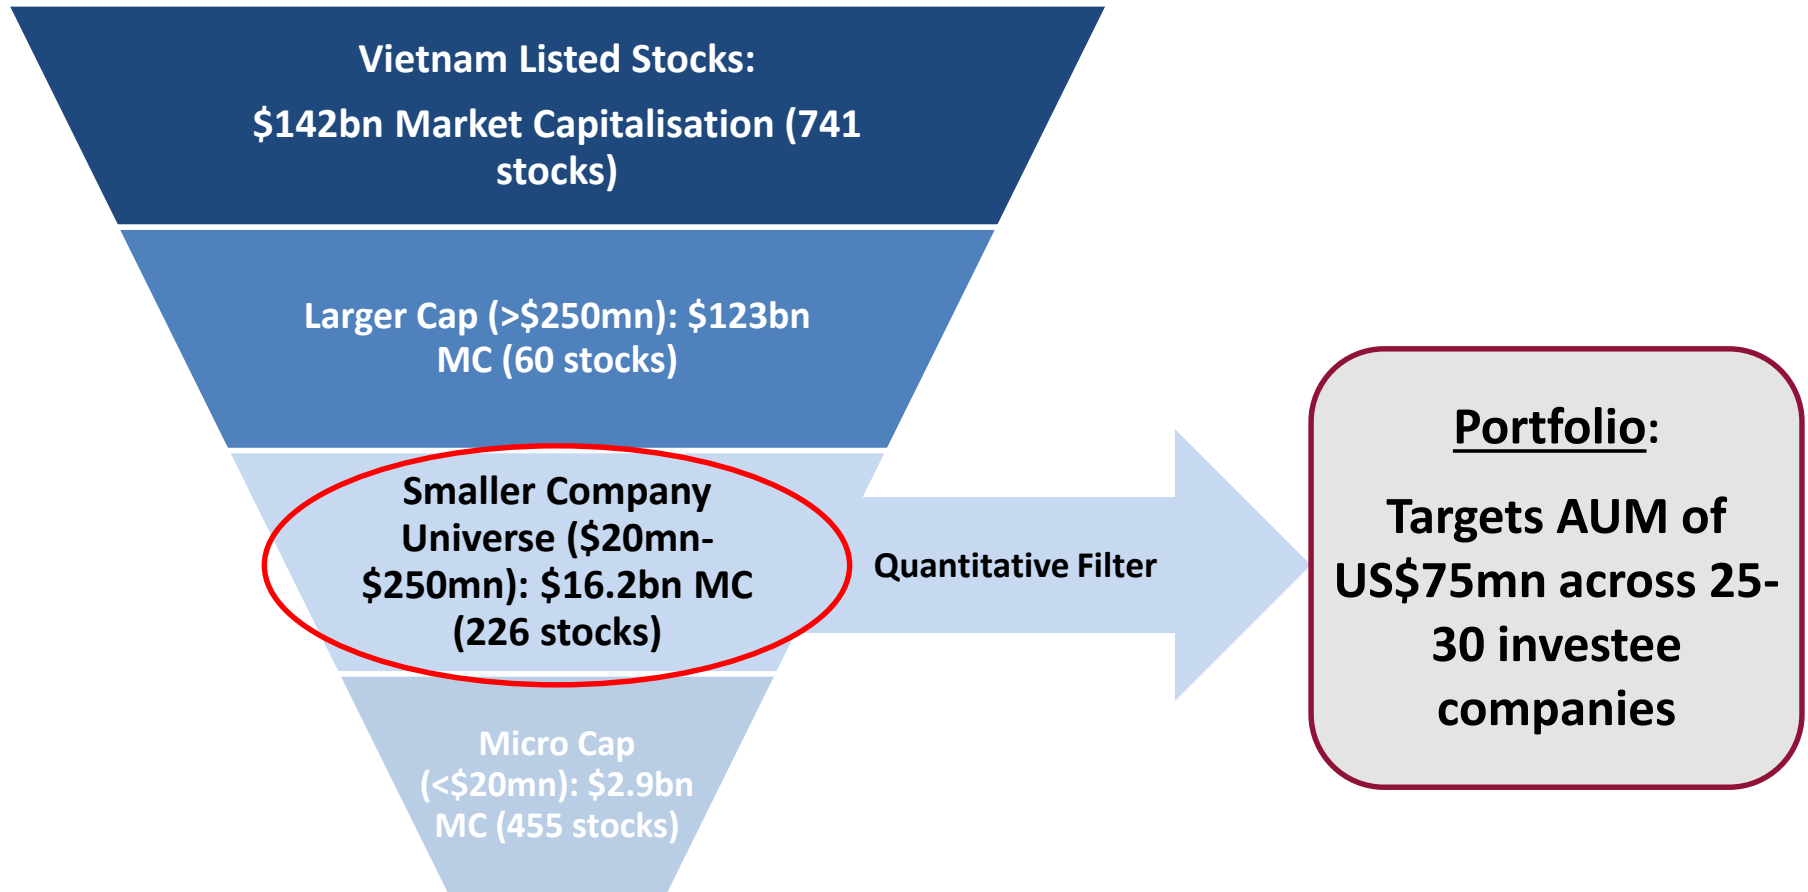 Vietnam Listed Stocks:
$142bn Market Capitalisation (741
stocks)
Larger Cap (>$250mn): $123bn
MC (60 stocks)
Smaller Company
Universe ($20mn-
$250mn): $16.2bn MC
(226 stocks)
Micro Cap
(<$20mn): $2.9bn
MC (455 stocks)
Quantitative Filter
Portfolio:
Targets AUM of
US$75mn across 25-
30 investee
companies